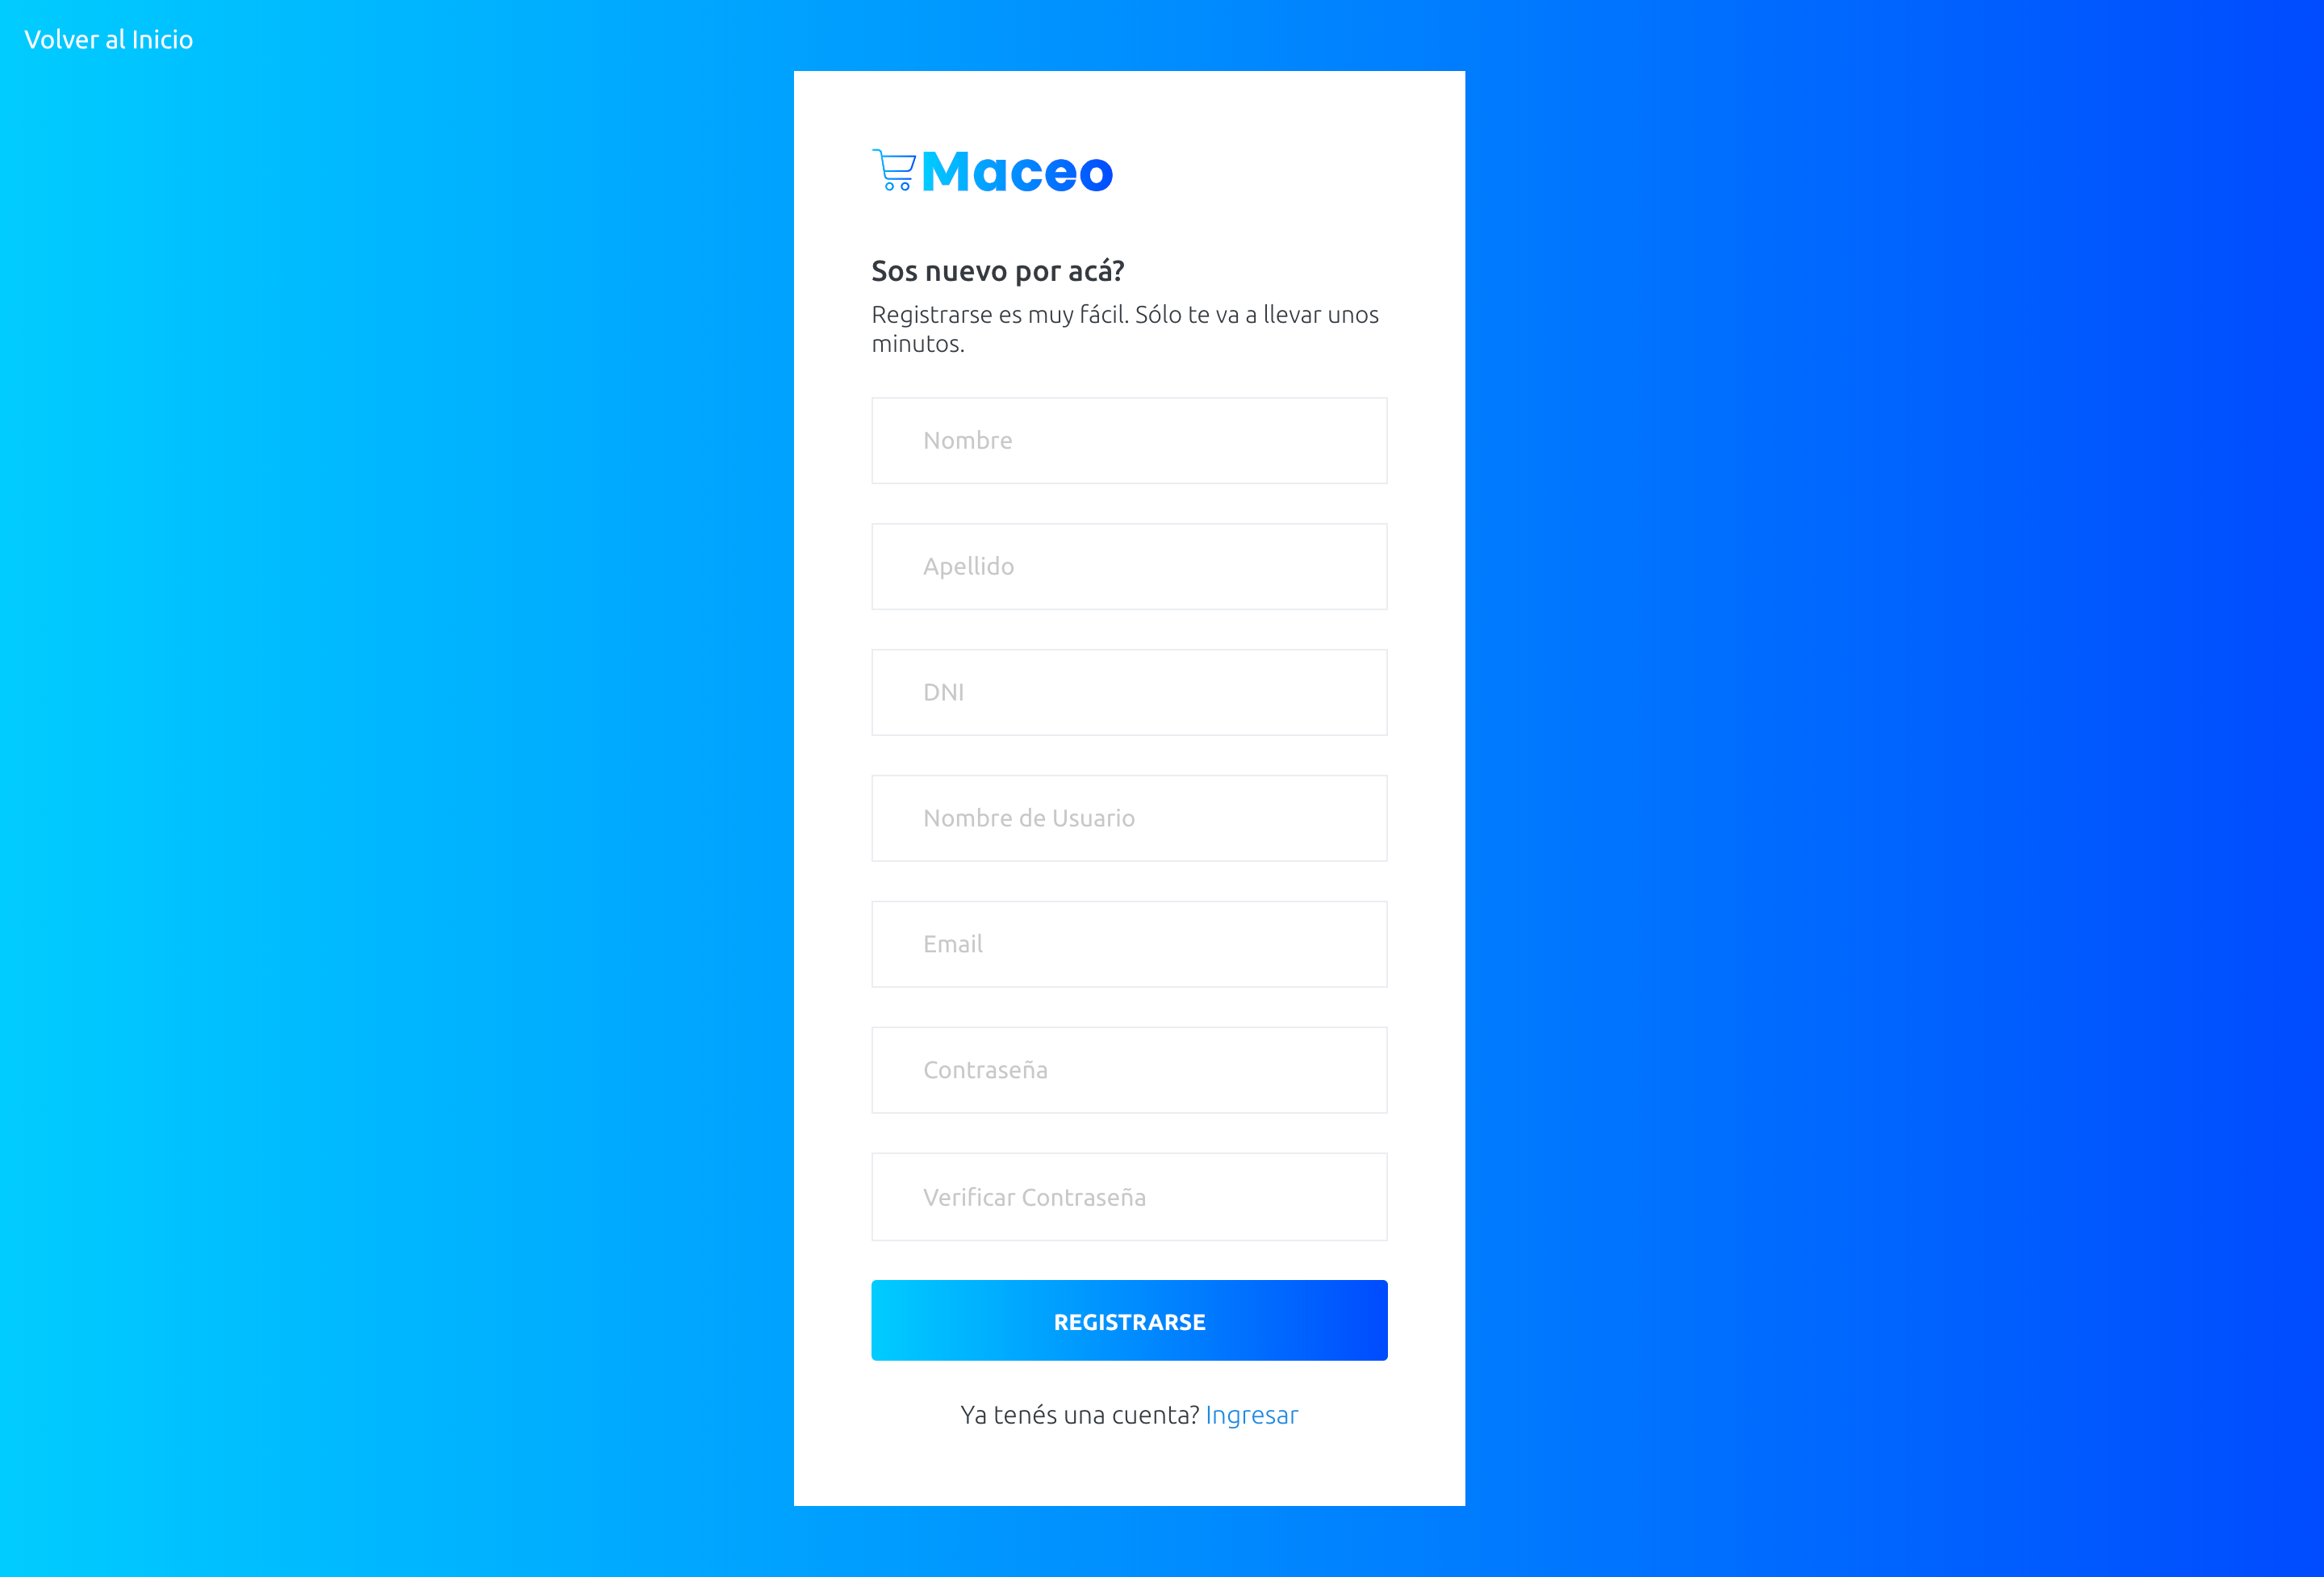 Volver al Inicio
Maceo
Sos nuevo por acá?
Registrarse es muy fácil. Sólo te va a llevar unos
minutos.
Nombre
Apellido
DNI
Nombre de Usuario
Email
Contraseña
Verificar Contraseña
REGISTRARSE
Ya tenés una cuenta? Ingresar